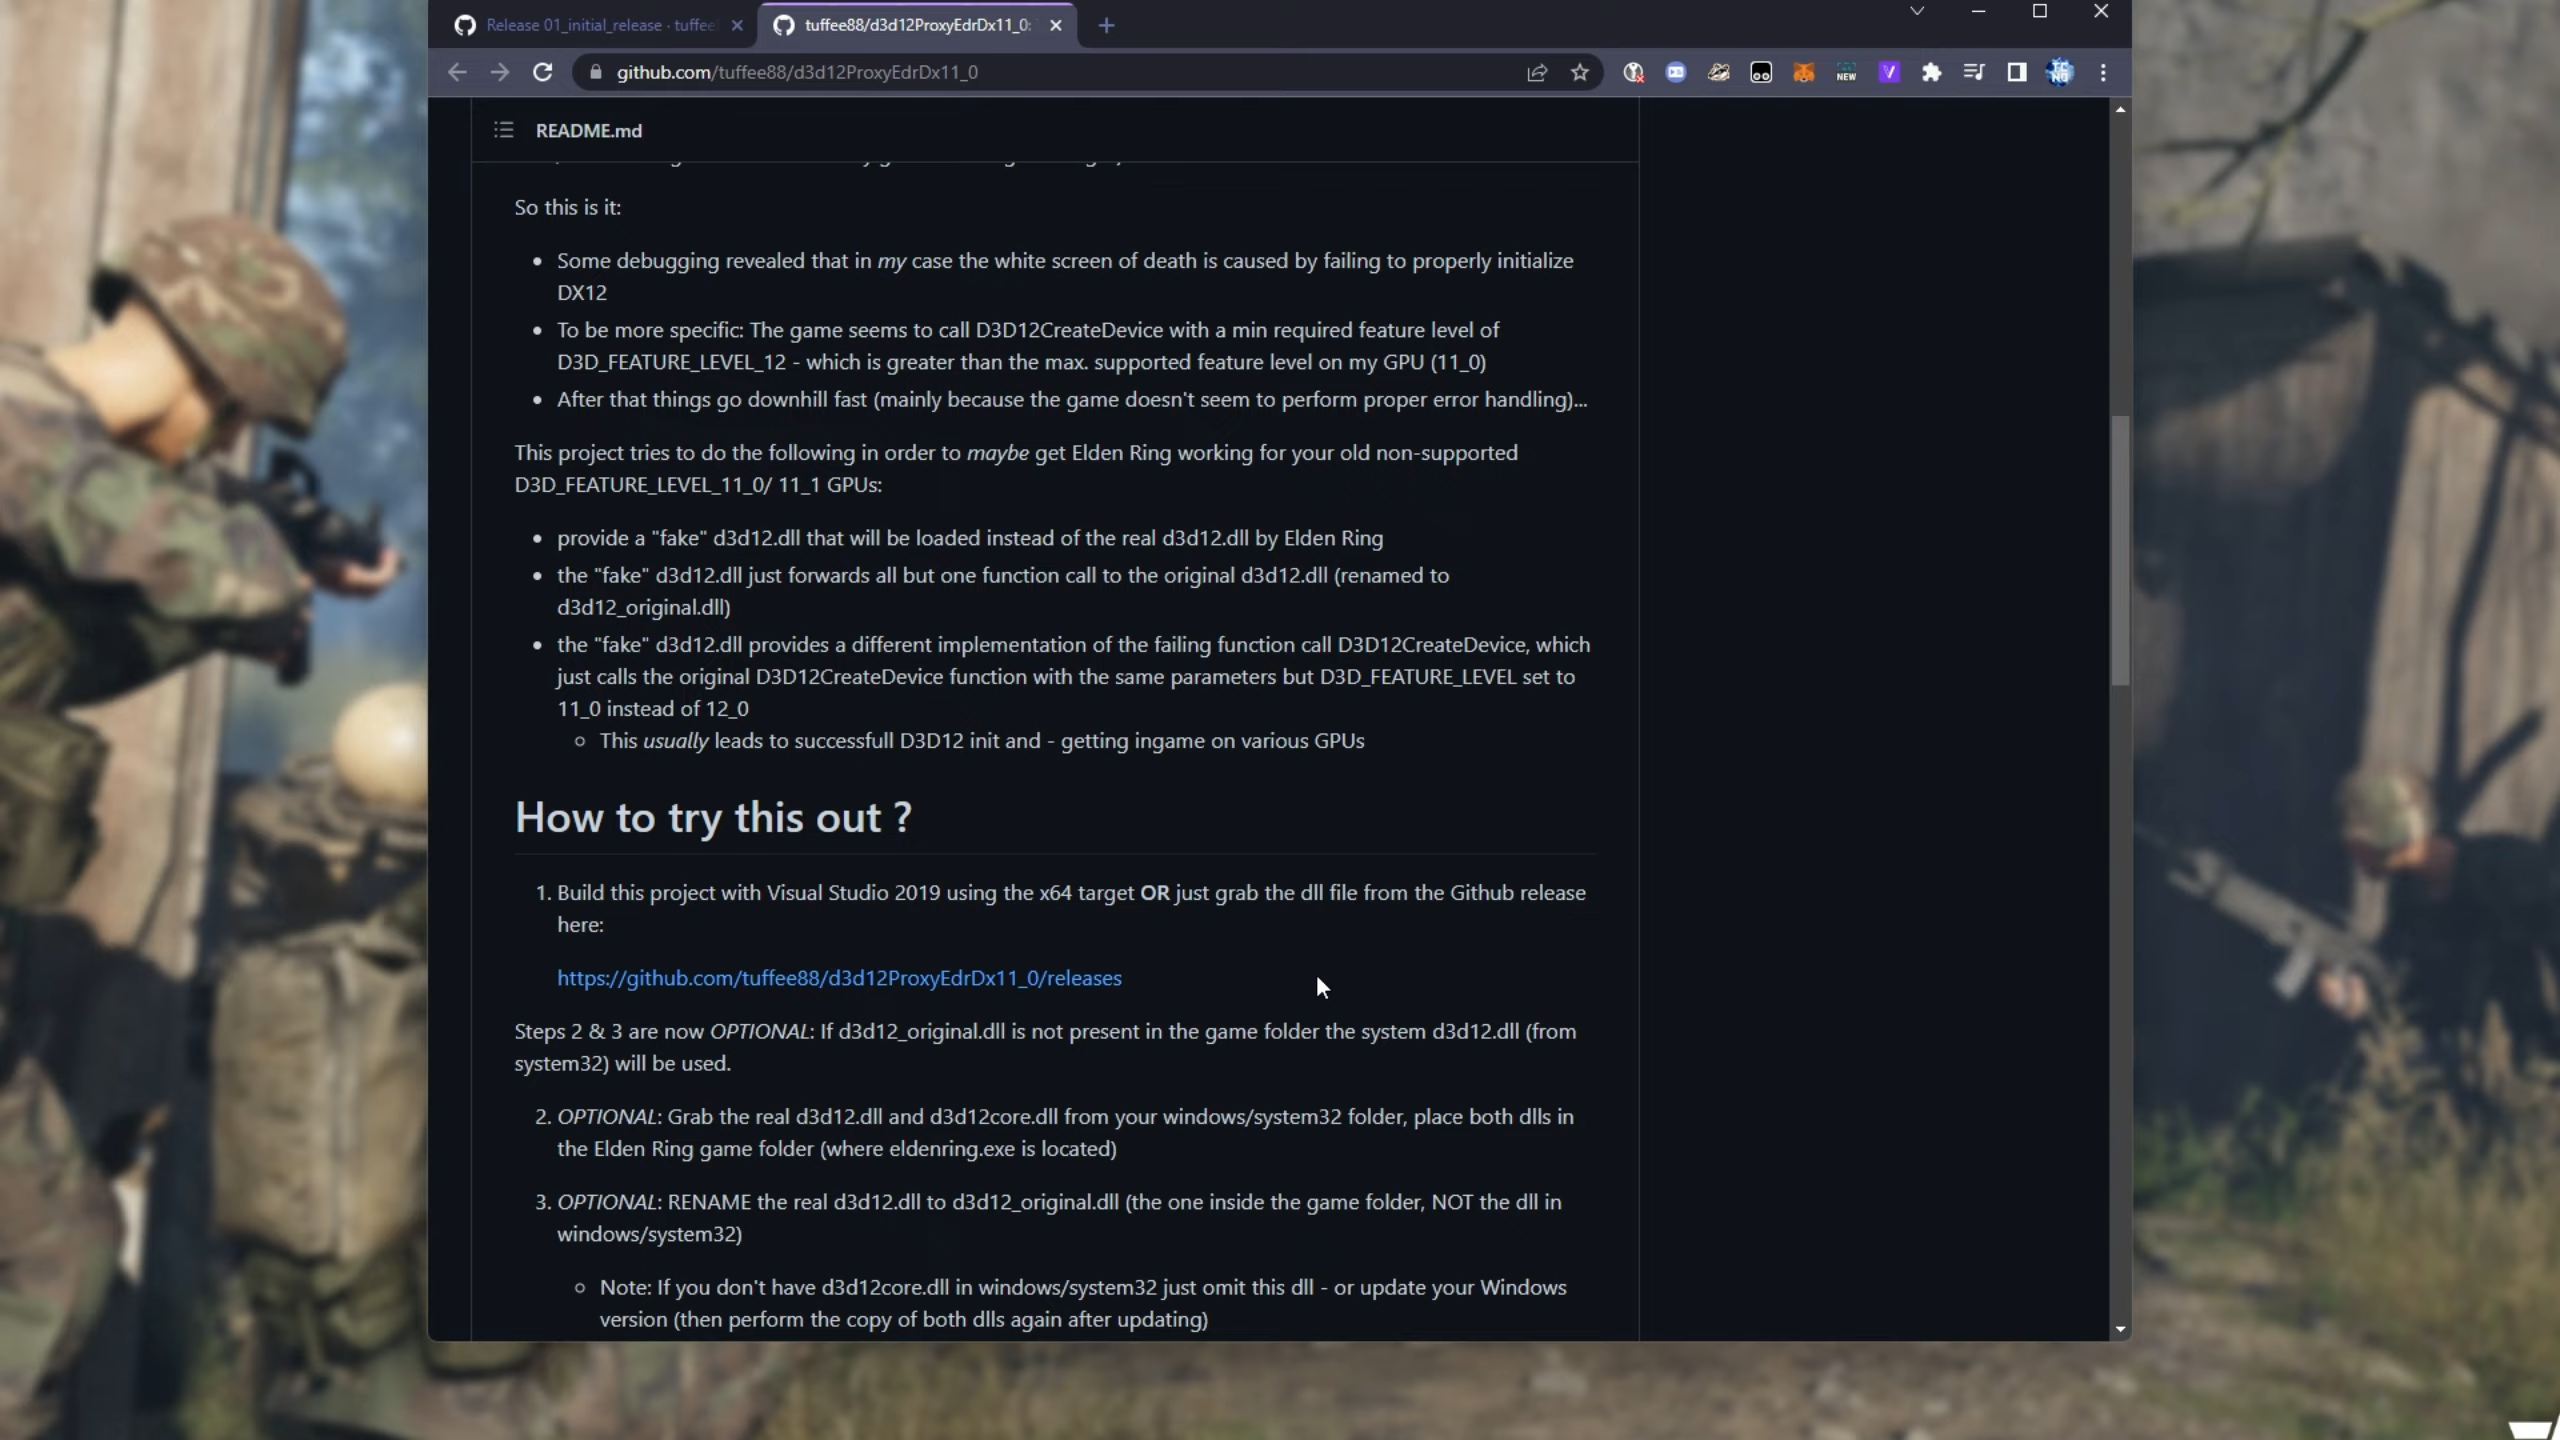 Release 01_initial_release · tuffee
tuffee88/d3d12ProxyEdrDx11_0:
github.com/tuffee88/d3d12ProxyEdrDx11_0
NEW
README.md
So this is it:
• Some debugging revealed that in my case the white screen of death is caused by failing to properly initialize
DX12
• To be more specific: The game seems to call D3D12CreateDevice with a min required feature level of
D3D_FEATURE_LEVEL_12 - which is greater than the max. supported feature level on my GPU (11_0)
• After that things go downhill fast (mainly because the game doesn't seem to perform proper error handling)...
This project tries to do the following in order to maybe get Elden Ring working for your old non-supported
D3D_FEATURE_LEVEL_11_0/ 11_1 GPUs:
• provide a "fake" d3d12.dll that will be loaded instead of the real d3d12.dll by Elden Ring
• the "fake" d3d12.dll just forwards all but one function call to the original d3d12.dll (renamed to
d3d12_original.dll)
• the "fake" d3d12.dll provides a different implementation of the failing function call D3D12CreateDevice, which
just calls the original D3D12CreateDevice function with the same parameters but D3D_FEATURE_LEVEL set to
11_0 instead of 12_0
◦ This usually leads to successfull D3D12 init and - getting ingame on various GPUs
How to try this out ?
1. Build this project with Visual Studio 2019 using the x64 target OR just grab the dll file from the Github release
here:
https://github.com/tuffee88/d3d12ProxyEdrDx11_0/releases
Steps 2 & 3 are now OPTIONAL: If d3d12_original.dll is not present in the game folder the system d3d12.dll (from
system32) will be used.
2. OPTIONAL: Grab the real d3d12.dll and d3d12core.dll from your windows/system32 folder, place both dlls in
the Elden Ring game folder (where eldenring.exe is located)
3. OPTIONAL: RENAME the real d3d12.dll to d3d12_original.dll (the one inside the game folder, NOT the dll in
windows/system32)
◦ Note: If you don't have d3d12core.dll in windows/system32 just omit this dll - or update your Windows
version (then perform the copy of both dlls again after updating)